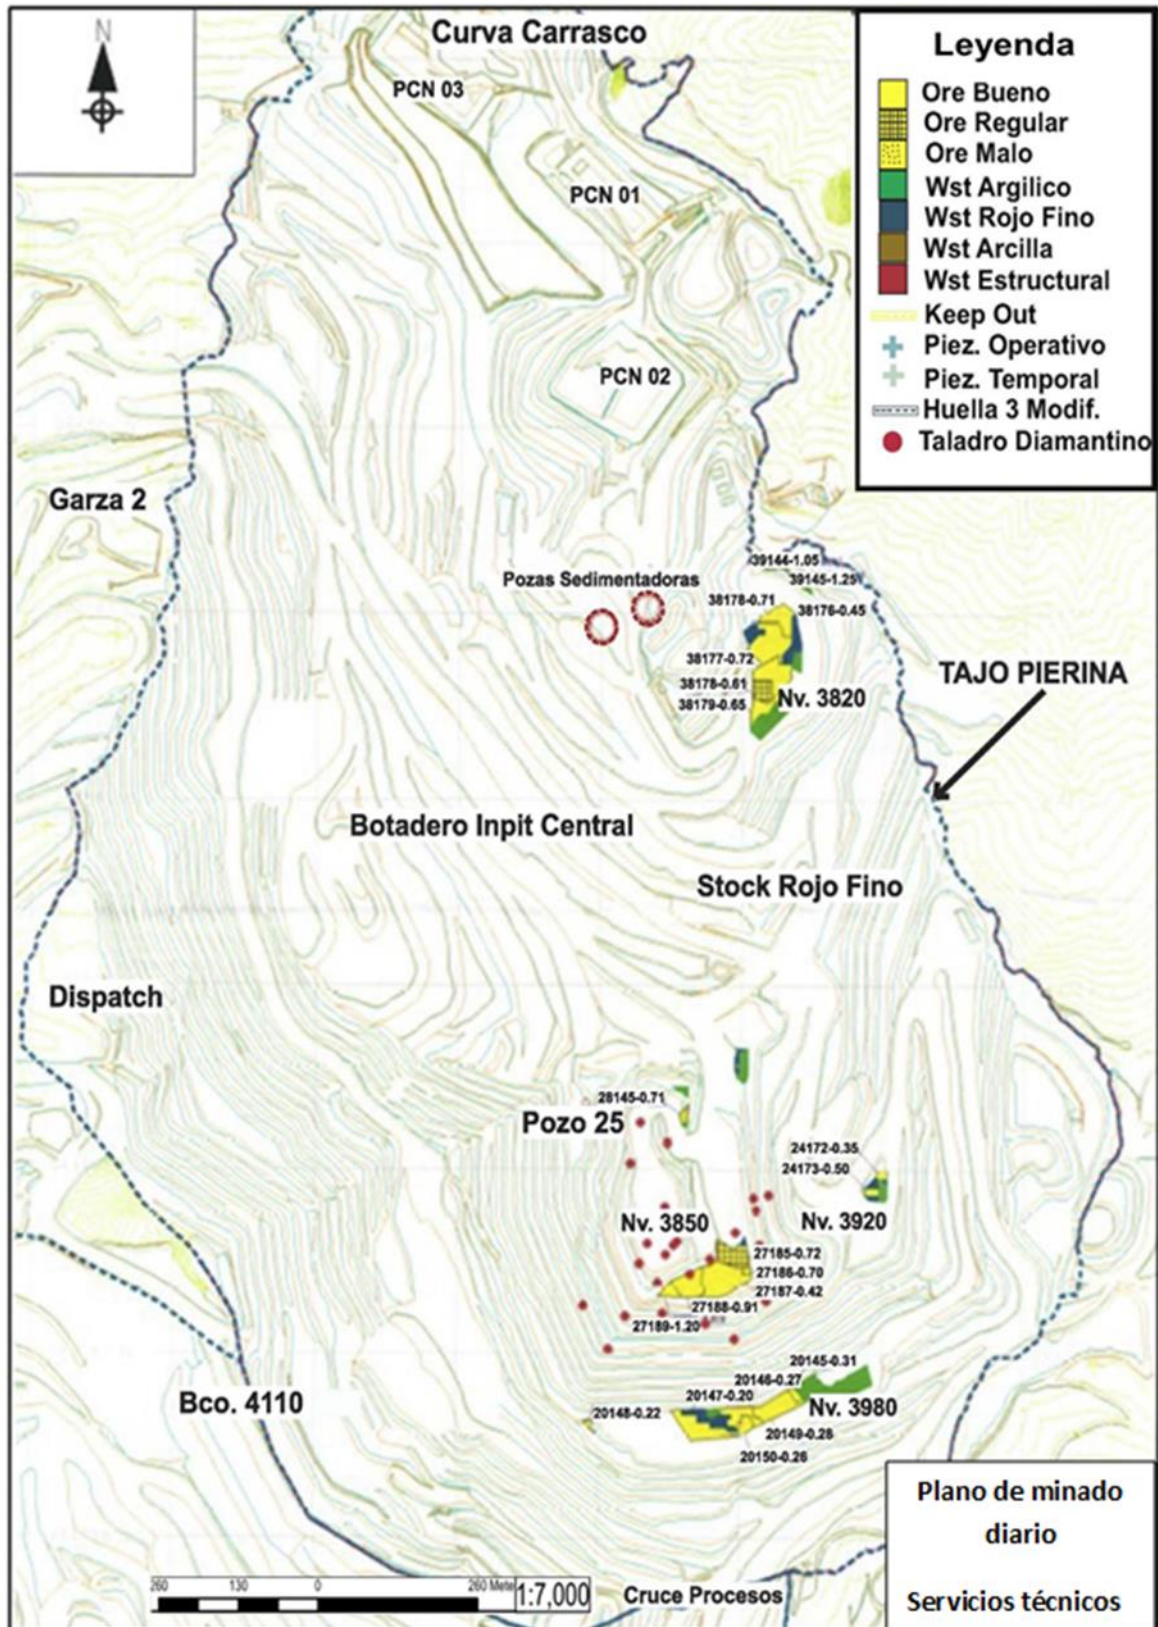 N
Curva Carrasco
PCN 03
PCN 01
PCN 02
Leyenda
Ore Bueno
Ore Regular
Ore Malo
Wst Argilico
Wst Rojo Fino
Wst Arcilla
Wst Estructural
Keep Out
Piez. Operativo
Piez. Temporal
Huella 3 Modif.
Taladro Diamantino
Garza 2
Pozas Sedimentadoras
39144-1.05
39145-1.25
38178-0.71
38176-0.45
38177-0.72
38178-0.61
38179-0.65
Nv. 3820
TAJO PIERINA
Botadero Inpit Central
Stock Rojo Fino
Dispatch
28145-0.71
Pozo 25
24172-0.35
24173-0.50
Nv. 3850
Nv. 3920
27185-0.72
27186-0.70
27187-0.42
27188-0.91
27189-1.20
20145-0.31
20146-0.27
20147-0.20
20148-0.22
Nv. 3980
20149-0.28
20150-0.26
Bco. 4110
260 130 0 260 Mete
1:7,000
Cruce Procesos
Plano de minado
diario
Servicios técnicos